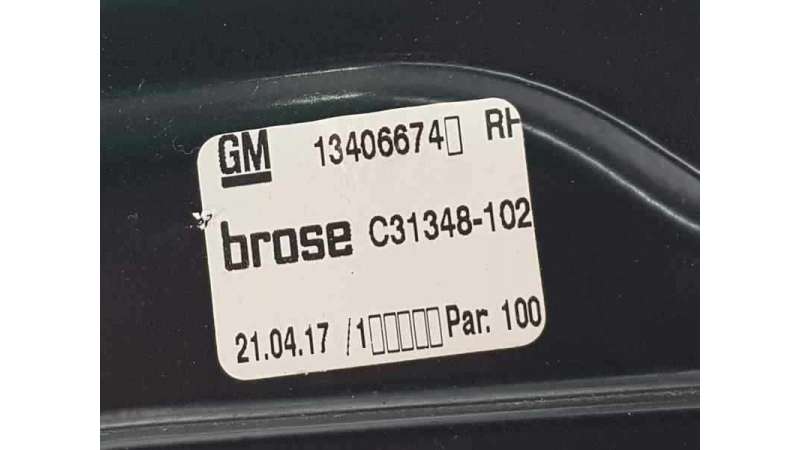 GM 13406674▯ RH
brose C31348-102
21.04.17 /1▯▯▯▯▯ Par. 100